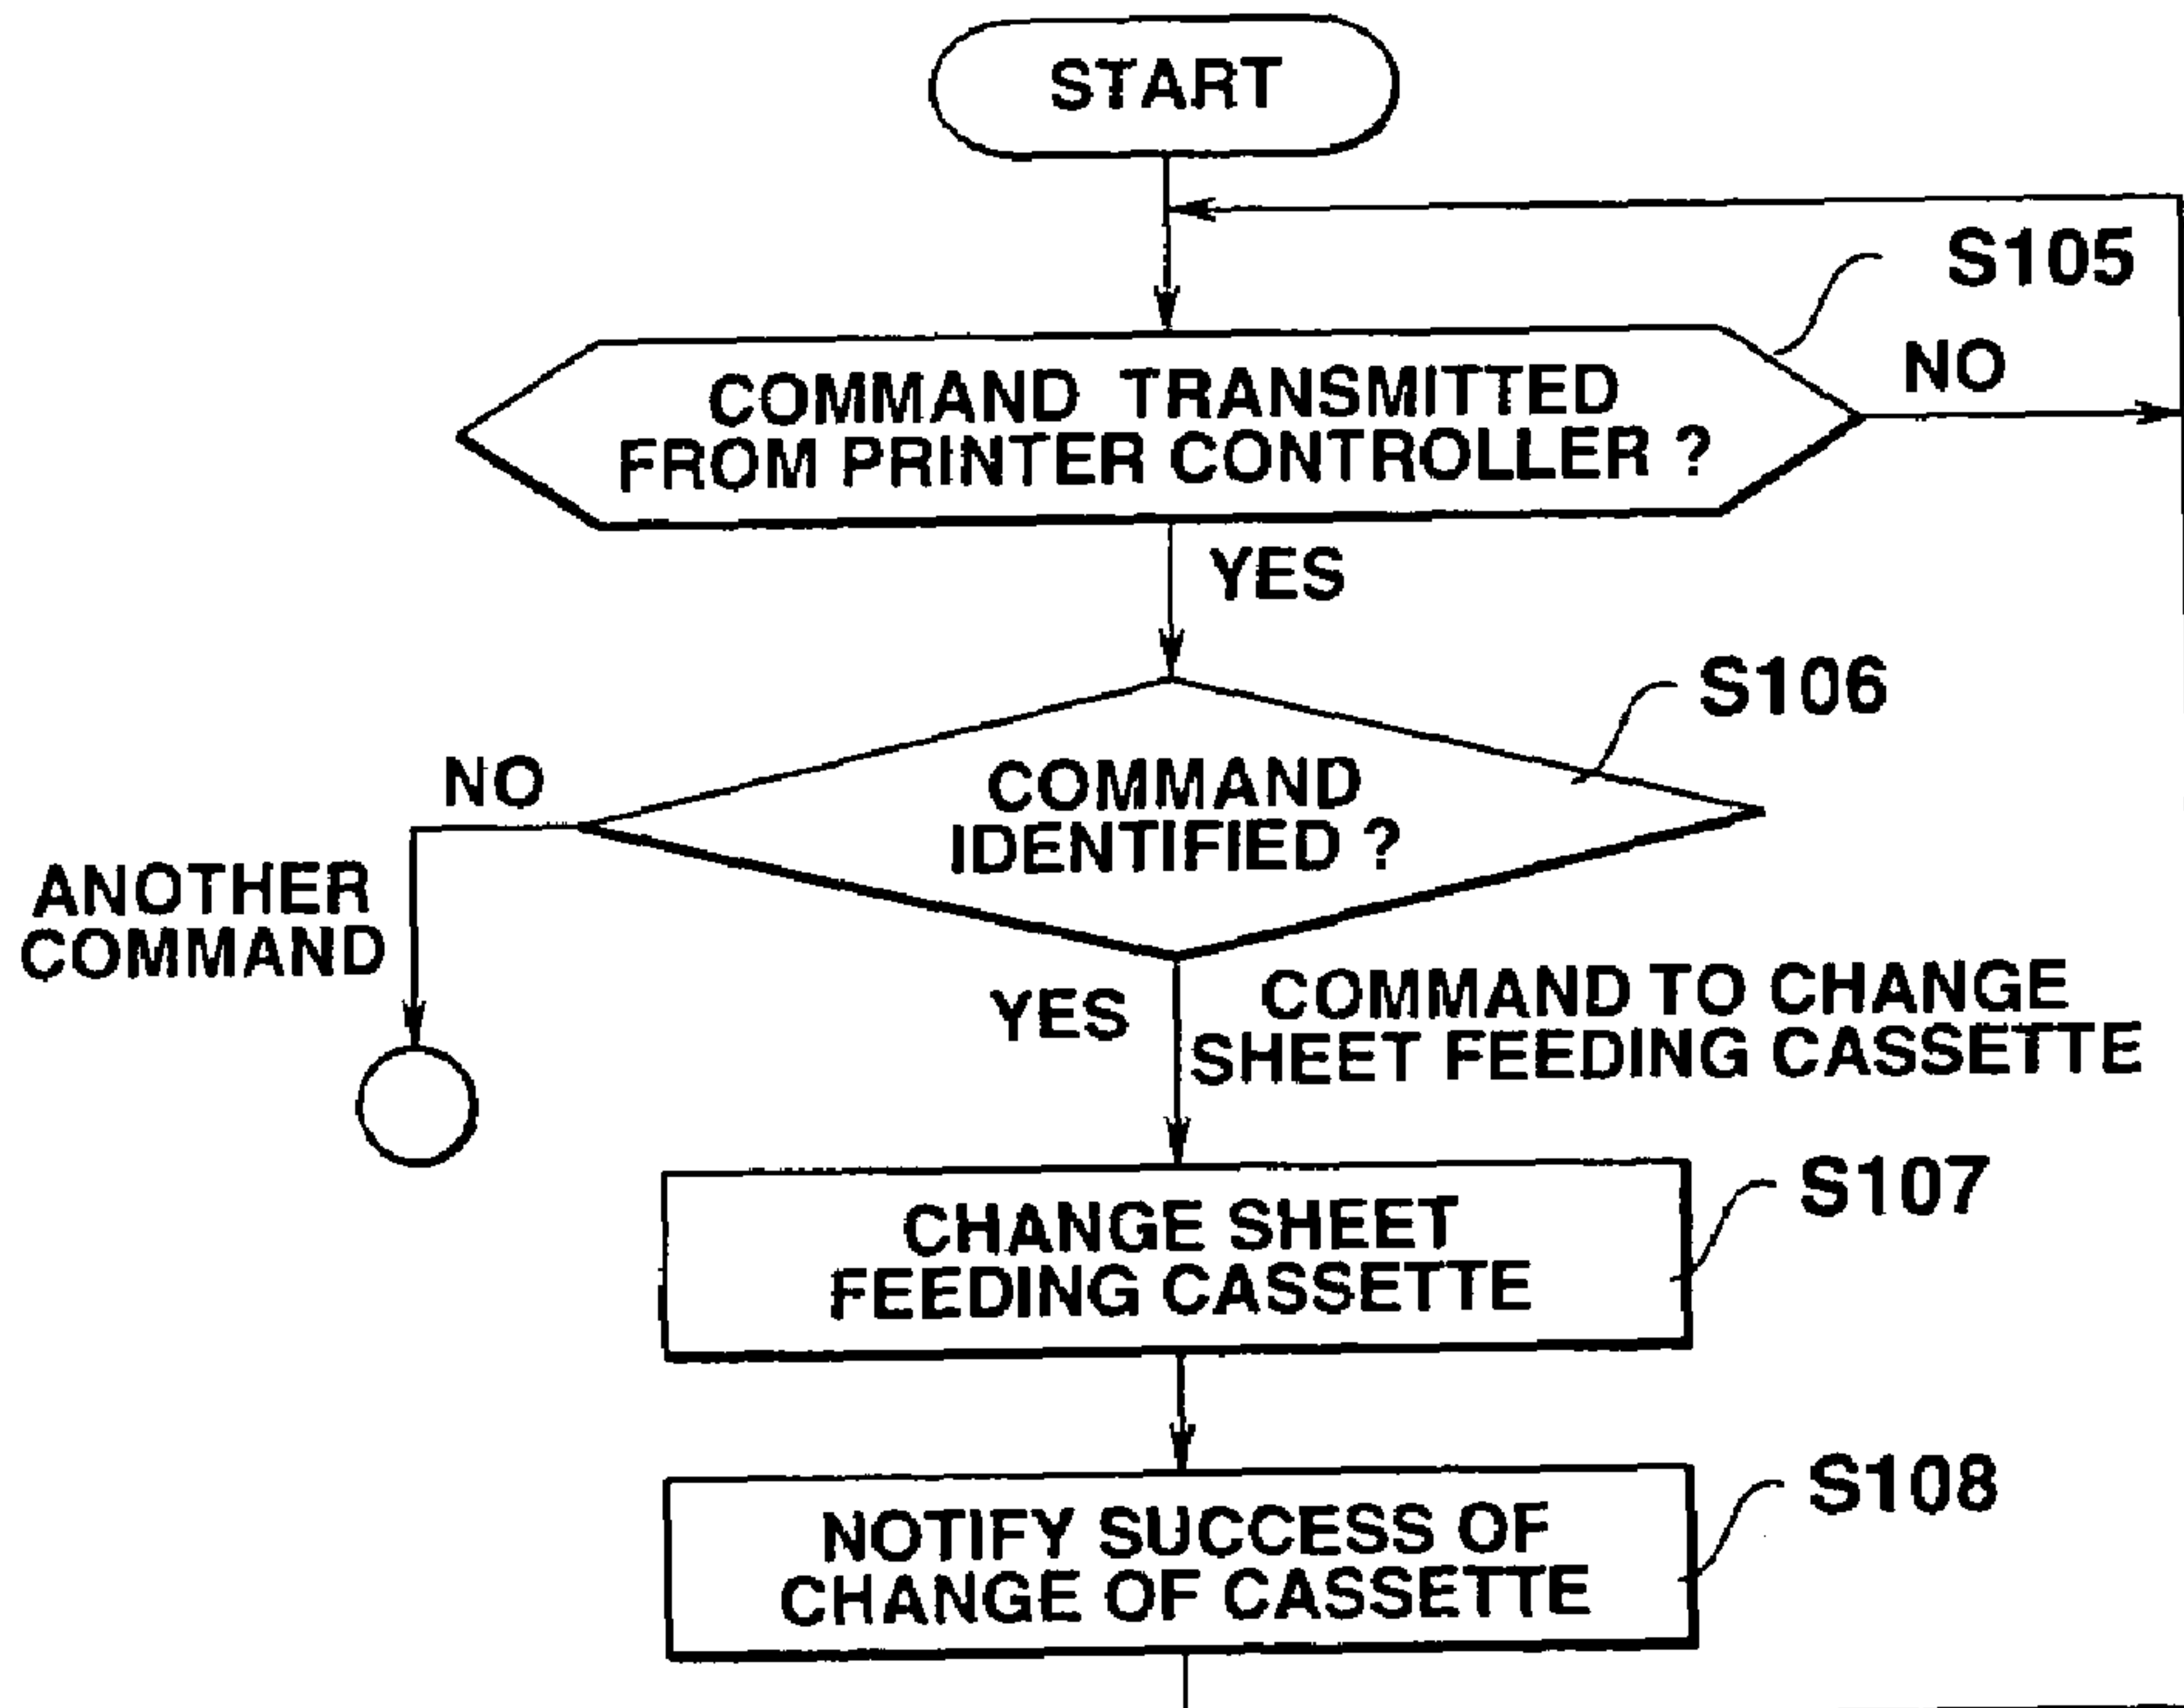 START
S105
NO
COMMAND TRANSMITTED
FROM PRINTER CONTROLLER ?
YES
S106
NO
COMMAND
IDENTIFIED ?
ANOTHER
COMMAND
YES
COMMAND TO CHANGE
SHEET FEEDING CASSETTE
S107
CHANGE SHEET
FEEDING CASSETTE
S108
NOTIFY SUCCESS OF
CHANGE OF CASSETTE